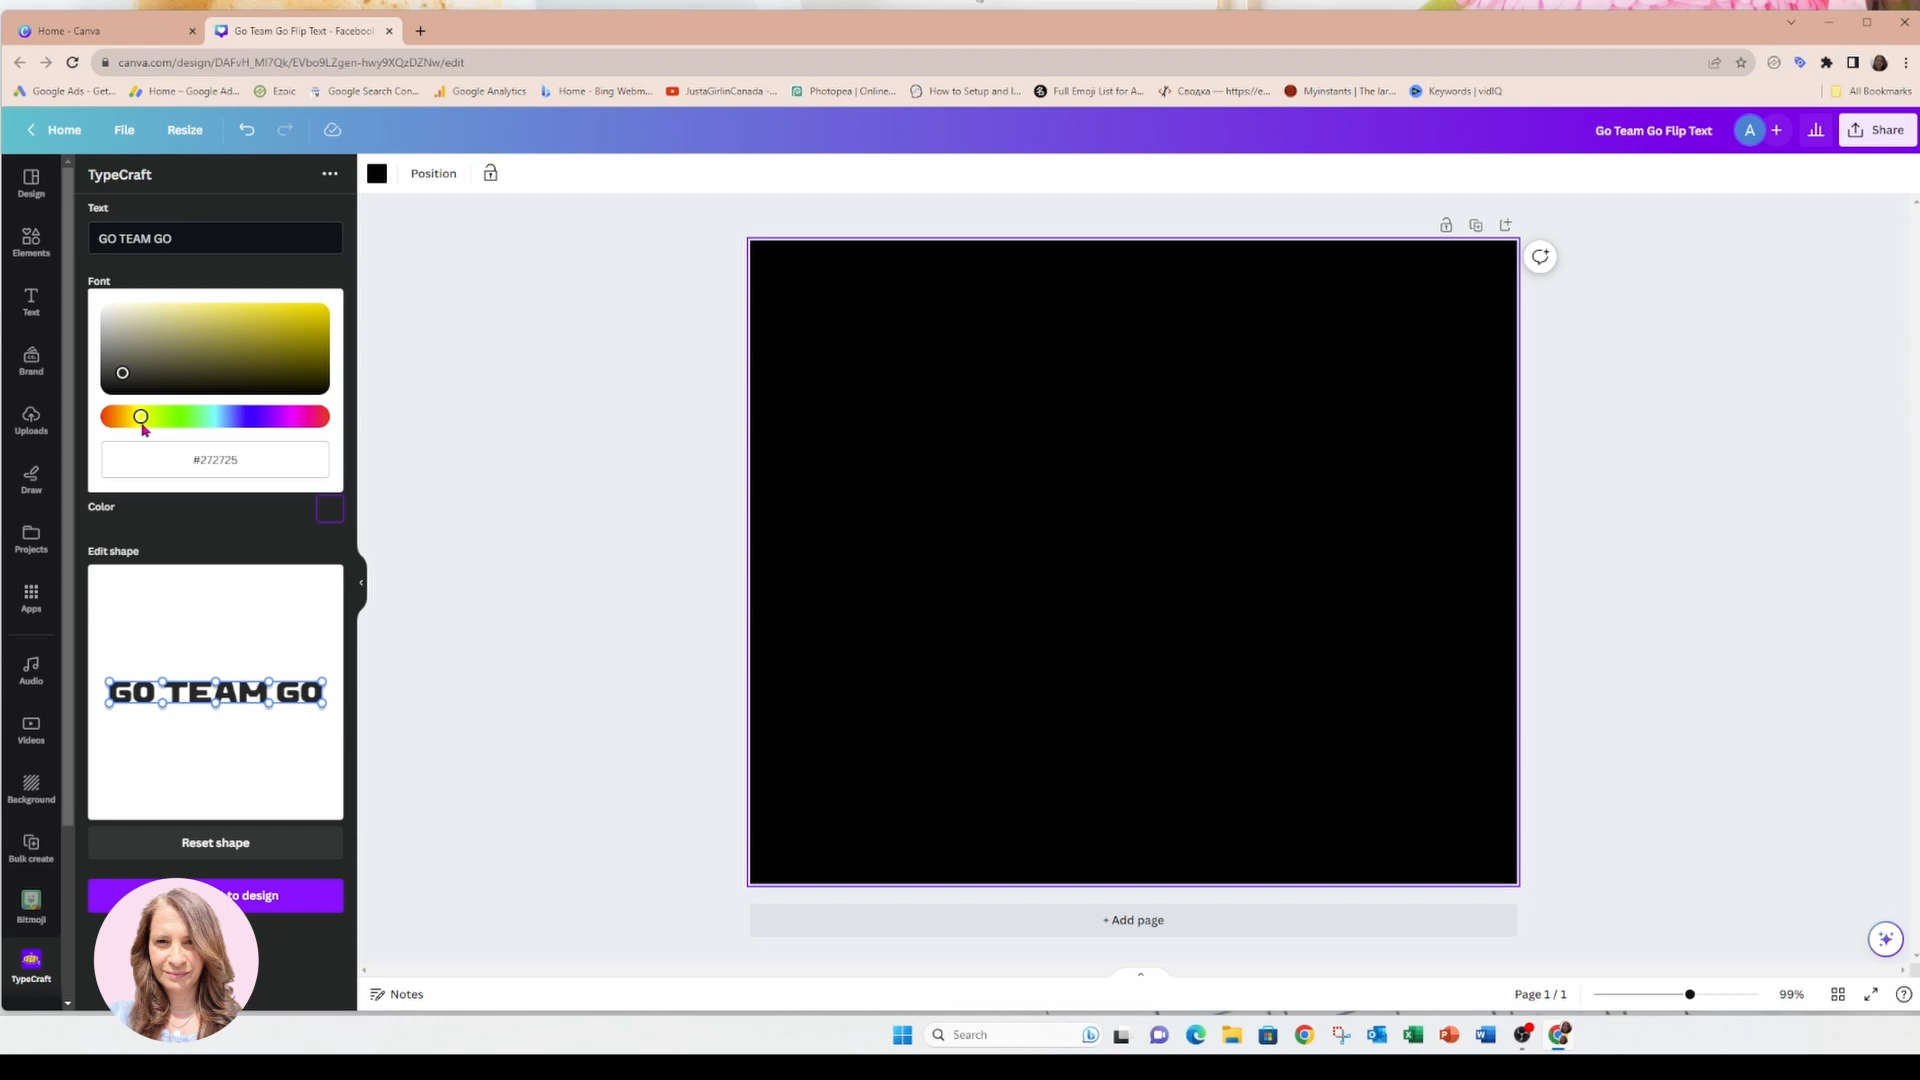 Home - Canva
Go Team Go Flip Text - Facebool
canva.com/design/DAFvH_Ml7Qk/EVbo9LZgen-hwy9XQzDZNw/edit
Google Ads - Get...
Home – Google Ad...
Ezoic
Google Search Con...
Google Analytics
Home - Bing Webm...
JustaGirlinCanada -...
Photopea | Online...
How to Setup and I...
Full Emoji List for A...
Сводка — https://e...
Myinstants | The lar...
Keywords | vidIQ
All Bookmarks
Home
File
Resize
Go Team Go Flip Text
A
Share
Design
Elements
Text
Brand
Uploads
Draw
Projects
Apps
Audio
Videos
Background
Bulk create
Bitmoji
TypeCraft
TypeCraft
Text
GO TEAM GO
Font
#272725
Color
Edit shape
GO TEAM GO
Reset shape
to design
Position
+ Add page
Notes
Page 1 / 1
99%
Search